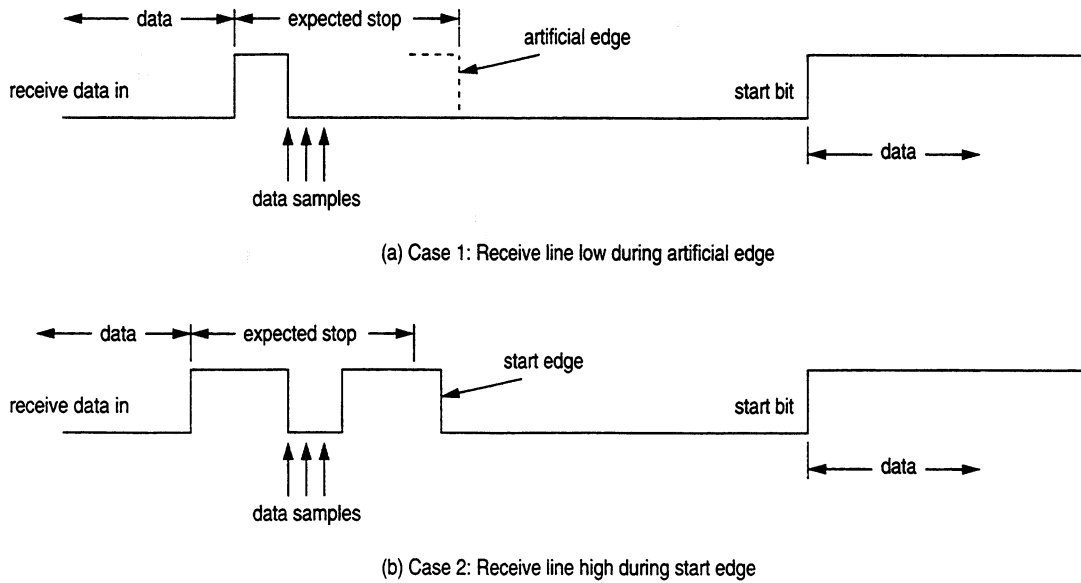 data
expected stop
artificial edge
receive data in
start bit
data
data samples
(a) Case 1: Receive line low during artificial edge
data
expected stop
start edge
receive data in
start bit
data
data samples
(b) Case 2: Receive line high during start edge